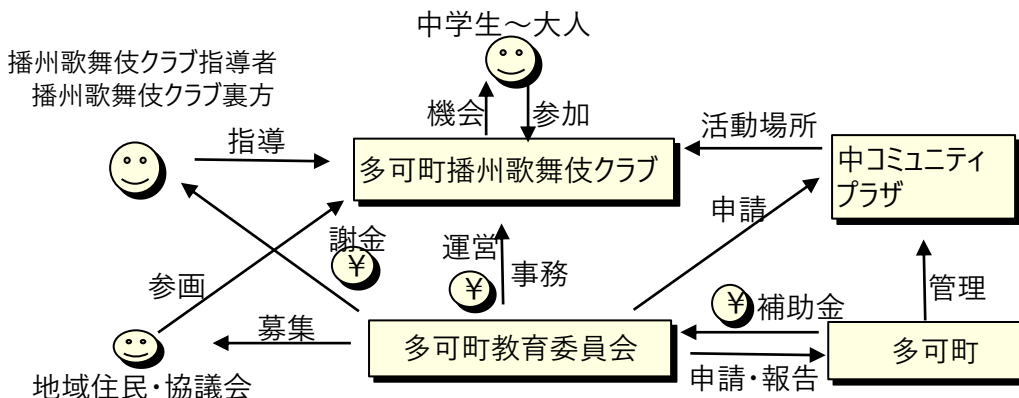 中学生～大人
播州歌舞伎クラブ指導者
播州歌舞伎クラブ裏方
機会
参加
活動場所
指導
多可町播州歌舞伎クラブ
中コミュニティ
プラザ
申請
謝金
¥
運営
¥
事務
参画
管理
¥
補助金
募集
多可町教育委員会
多可町
申請・報告
地域住民・協議会